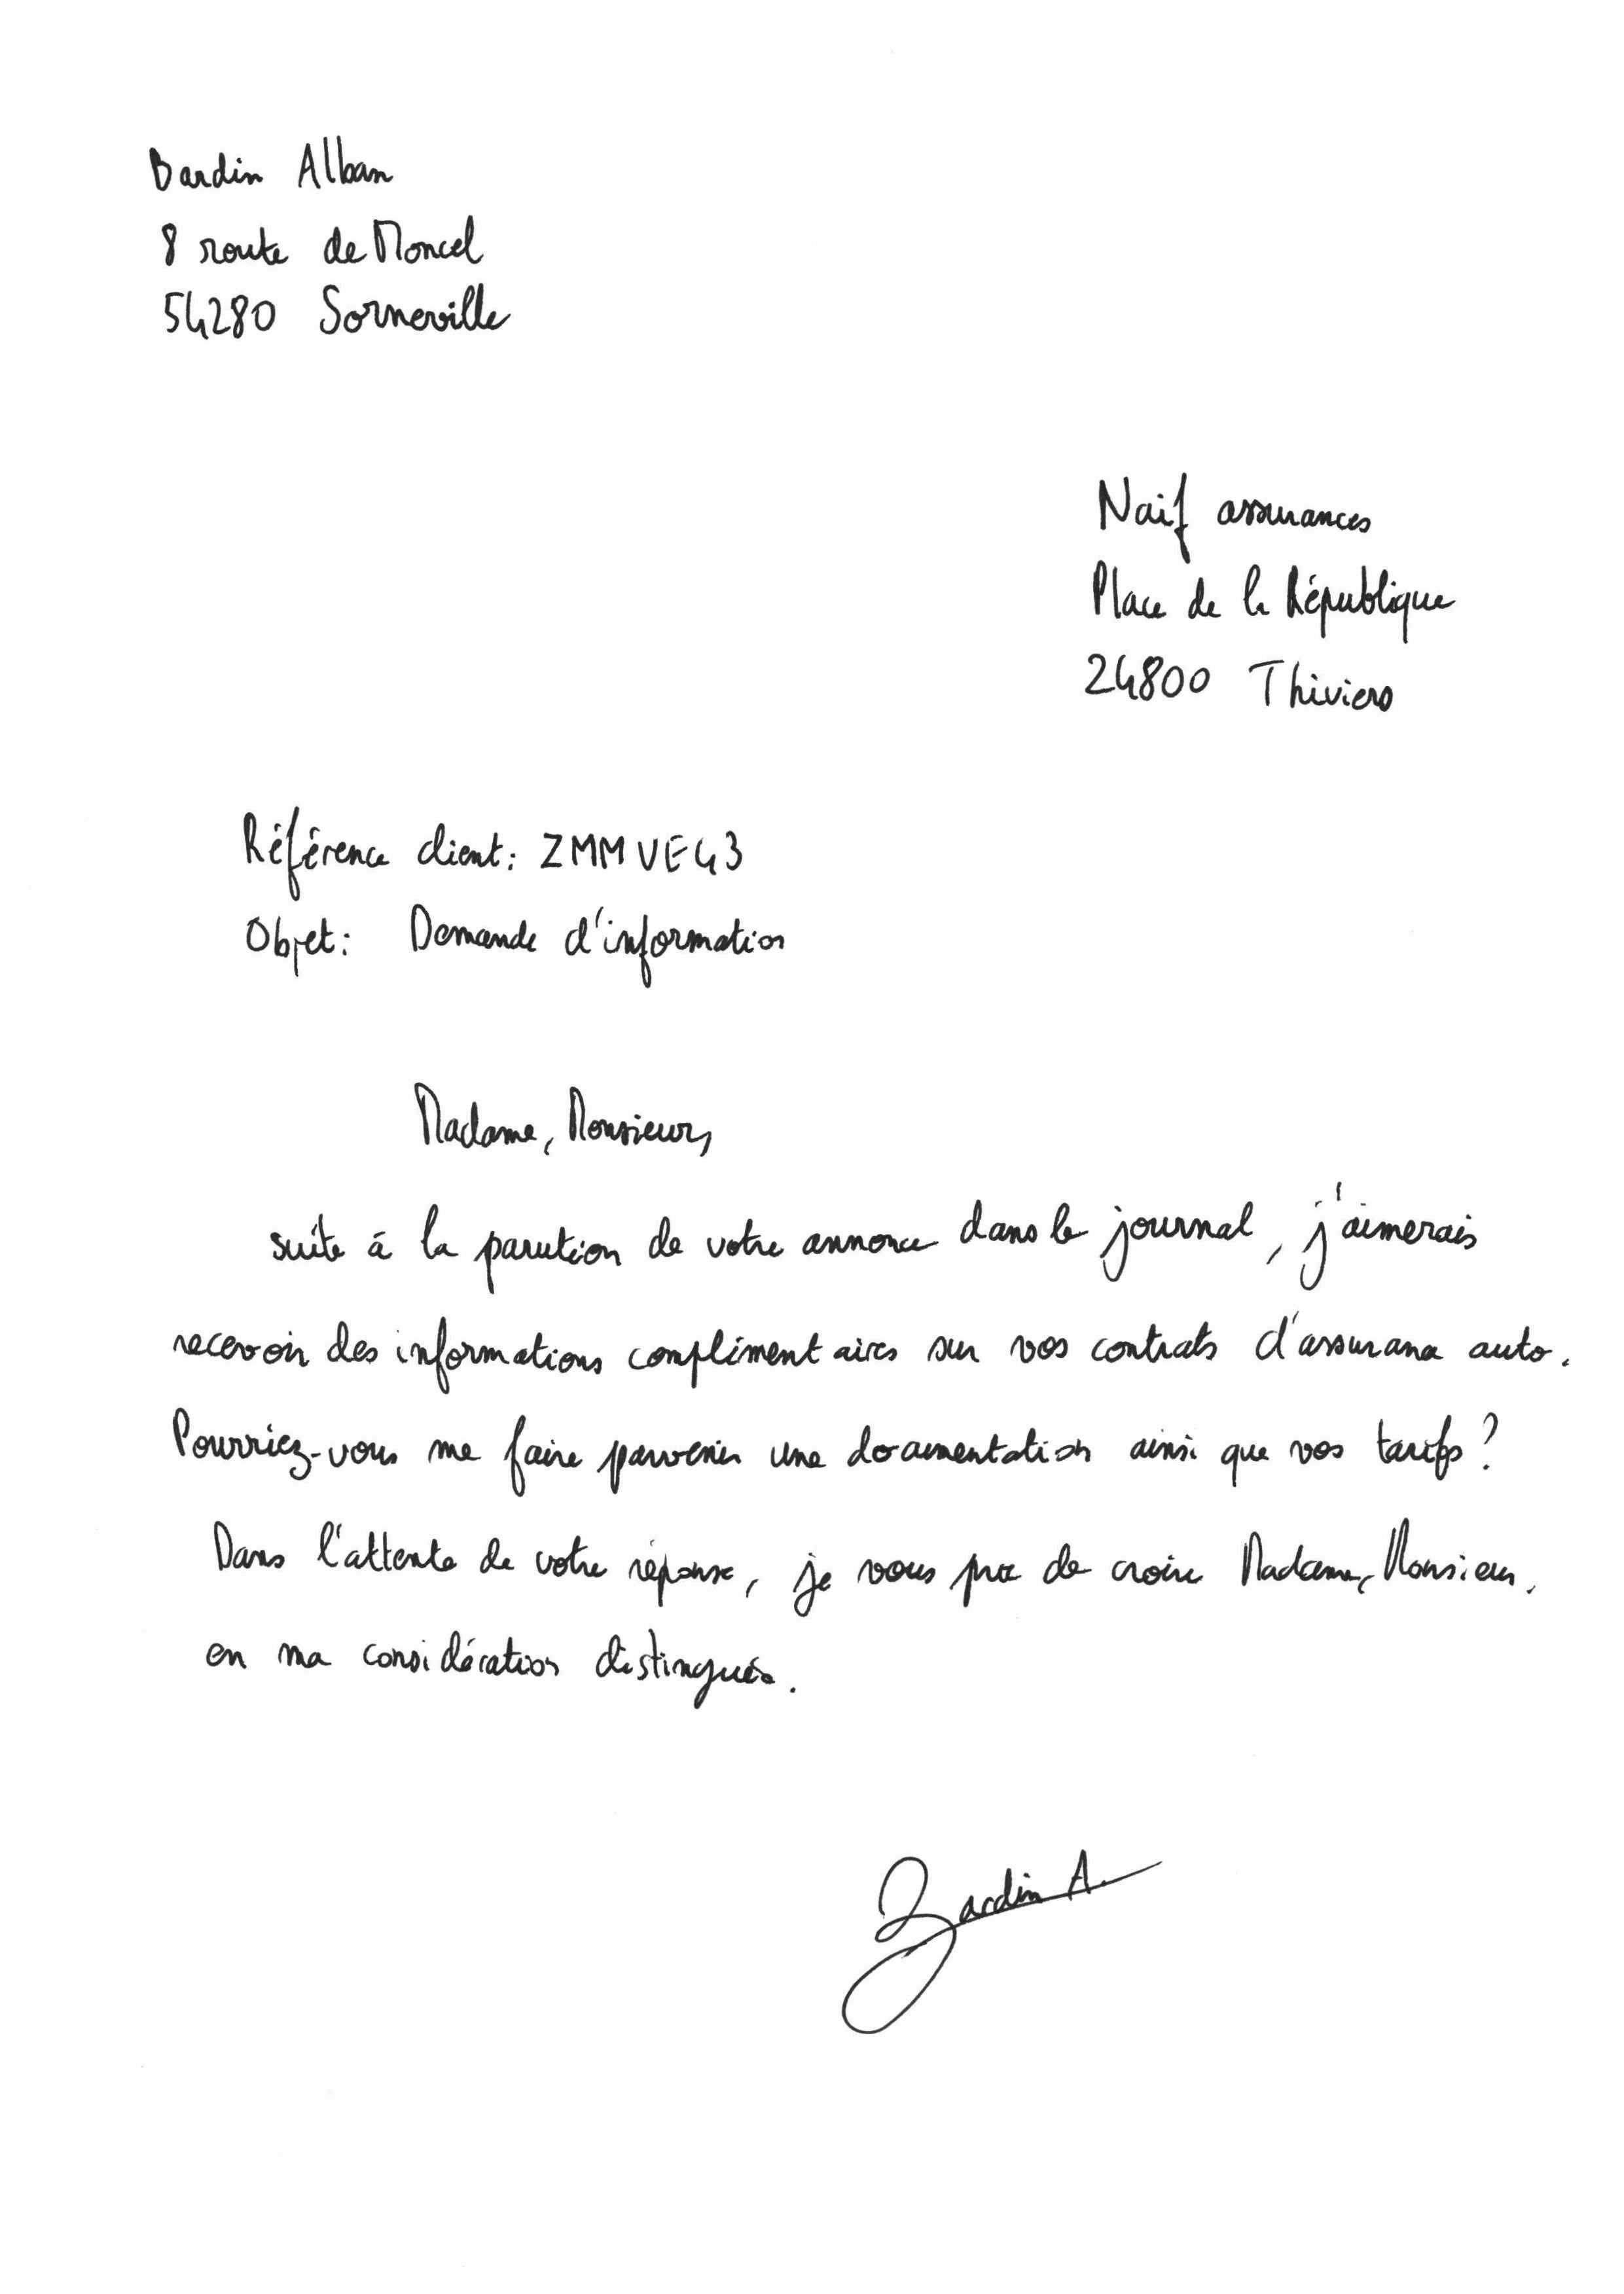 Bardin Alban
8 route de Moncel
54280 Sorneville
Naif assurances
Place de la République
24800 Thiviers
Référence client: ZMMVE43
Objet: Demande d'information
Madame, Monsieur,
suite à la parution de votre annonce dans le journal, j'aimerais
recevoir des informations complimentaires sur vos contrats d'assurance auto.
Pourriez-vous me faire parvenir une documentation ainsi que vos tarifs?
Dans l'attente de votre réponse, je vous prie de croire Madame, Monsieur,
en ma considération distinguée.
Bardin A.